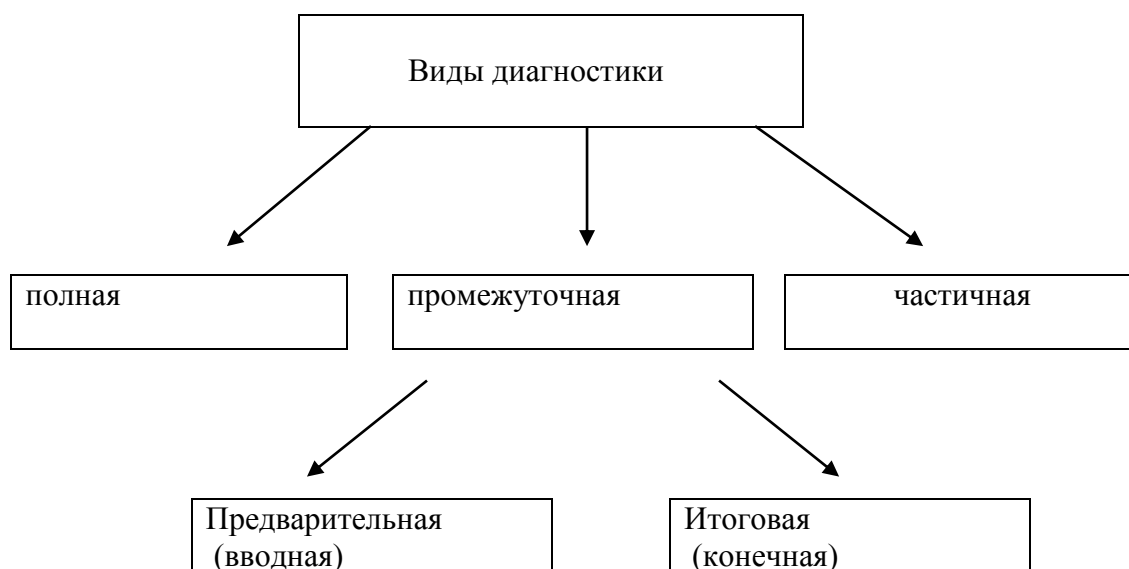 Виды диагностики
полная
промежуточная
частичная
Предварительная
(вводная)
Итоговая
(конечная)